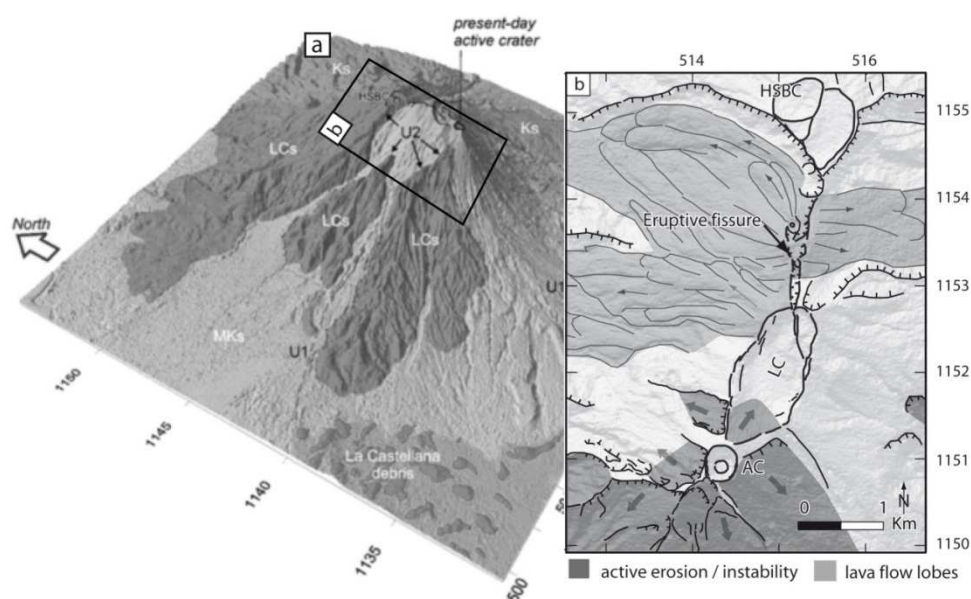 present-day
active crater
a
Ks
HSBC
b
U2
Ks
LCs
LCs
LCs
North
U1
MKs
U1
La Castellana
debris
1150
1145
1140
1135
500
514
516
b
HSBC
1155
1154
Eruptive fissure
1153
LC
1152
AC
1151
N
0
1
Km
1150
active erosion / instability
lava flow lobes